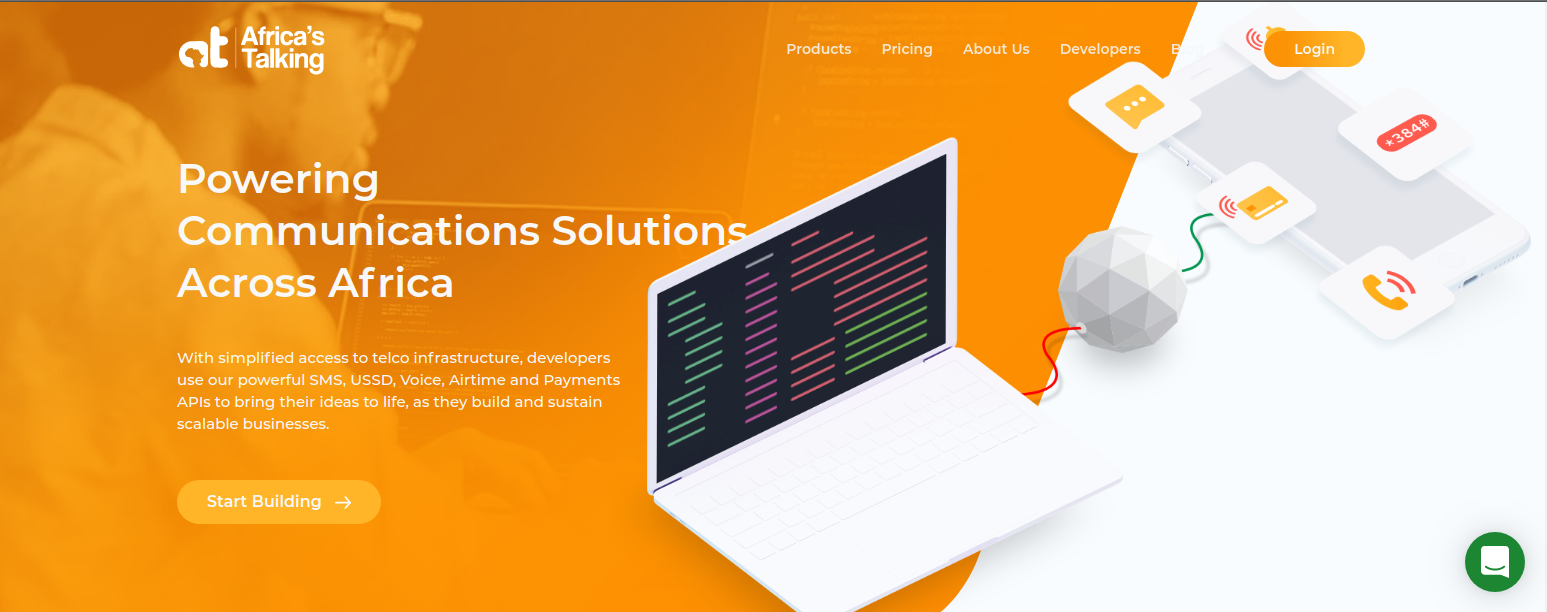 Africa's
Talking
Products Pricing About Us Developers Blog Login
*384#
Powering
Communications Solutions
Across Africa
With simplified access to telco infrastructure, developers
use our powerful SMS, USSD, Voice, Airtime and Payments
APIs to bring their ideas to life, as they build and sustain
scalable businesses.
Start Building →